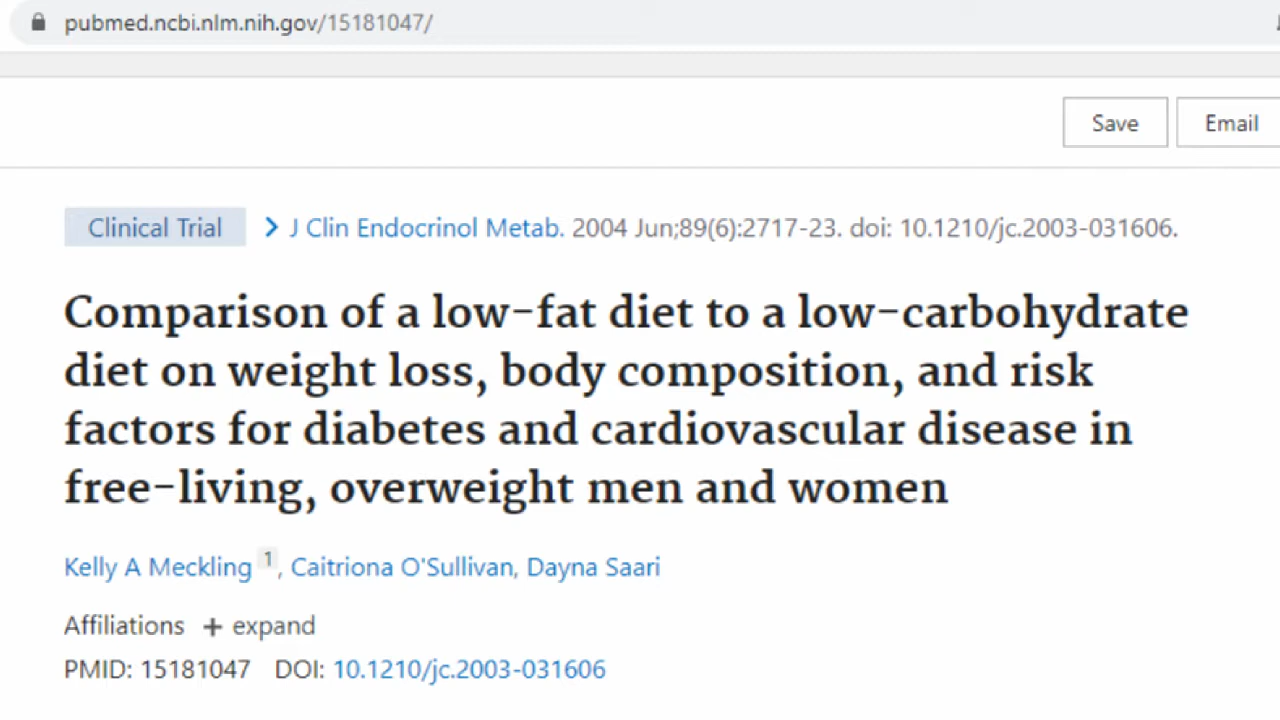 pubmed.ncbi.nlm.nih.gov/15181047/
Save
Email
Clinical Trial
J Clin Endocrinol Metab. 2004 Jun;89(6):2717-23. doi: 10.1210/jc.2003-031606.
Comparison of a low-fat diet to a low-carbohydrate
diet on weight loss, body composition, and risk
factors for diabetes and cardiovascular disease in
free-living, overweight men and women
Kelly A Meckling 1, Caitriona O'Sullivan, Dayna Saari
Affiliations + expand
PMID: 15181047 DOI: 10.1210/jc.2003-031606